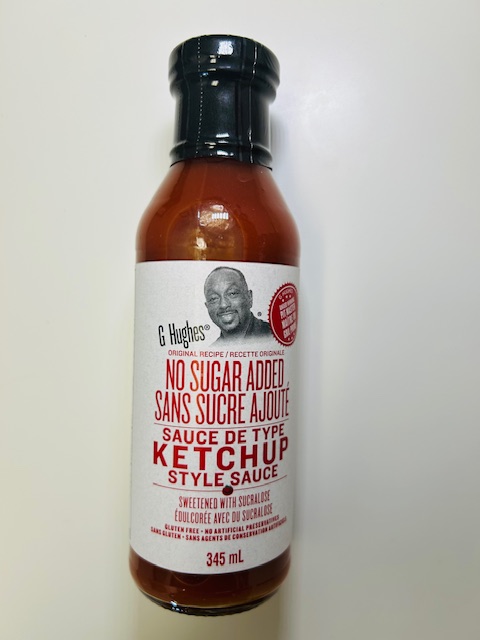 G Hughes®
®
ORIGINAL RECIPE / RECETTE ORIGINALE
NO SUGAR ADDED
SANS SUCRE AJOUTÉ
SAUCE DE TYPE
KETCHUP
STYLE SAUCE
SWEETENED WITH SUCRALOSE
ÉDULCORÉE AVEC DU SUCRALOSE
GLUTEN FREE • NO ARTIFICIAL PRESERVATIVES
SANS GLUTEN • SANS AGENTS DE CONSERVATION ARTIFICIELS
345 mL